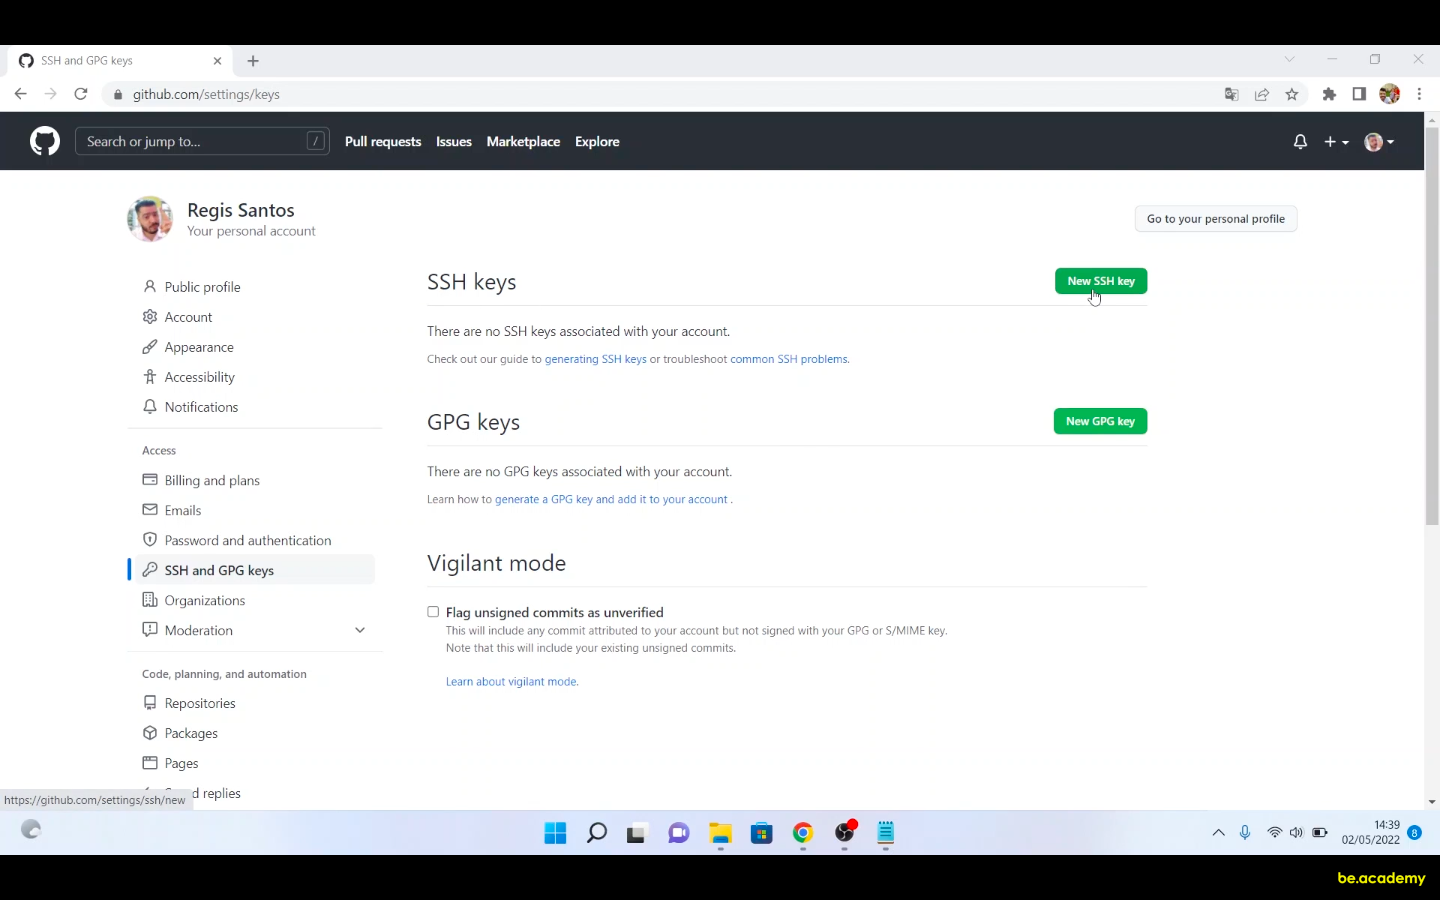 SSH and GPG keys
github.com/settings/keys
Search or jump to... /
Pull requests Issues Marketplace Explore
Regis Santos
Your personal account
Go to your personal profile
Public profile
Account
Appearance
Accessibility
Notifications
Access
Billing and plans
Emails
Password and authentication
SSH and GPG keys
Organizations
Moderation
Code, planning, and automation
Repositories
Packages
Pages
d replies
SSH keys
New SSH key
There are no SSH keys associated with your account.
Check out our guide to generating SSH keys or troubleshoot common SSH problems.
GPG keys
New GPG key
There are no GPG keys associated with your account.
Learn how to generate a GPG key and add it to your account .
Vigilant mode
Flag unsigned commits as unverified
This will include any commit attributed to your account but not signed with your GPG or S/MIME key.
Note that this will include your existing unsigned commits.
Learn about vigilant mode.
https://github.com/settings/ssh/new
14:39
02/05/2022
8
be.academy